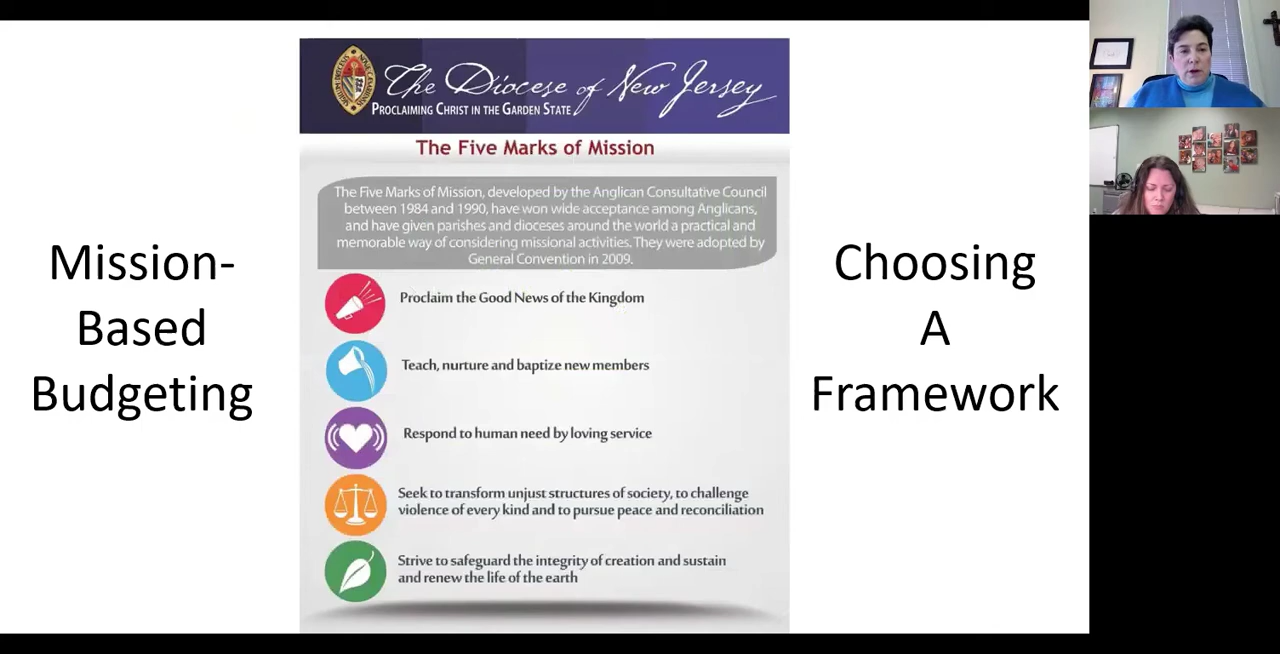 Mission-
Based
Budgeting
The Diocese of New Jersey
PROCLAIMING CHRIST IN THE GARDEN STATE
The Five Marks of Mission
The Five Marks of Mission, developed by the Anglican Consultative Council
between 1984 and 1990, have won wide acceptance among Anglicans,
and have given parishes and dioceses around the world a practical and
memorable way of considering missional activities. They were adopted by
General Convention in 2009.
Proclaim the Good News of the Kingdom
Teach, nurture and baptize new members
Respond to human need by loving service
Seek to transform unjust structures of society, to challenge
violence of every kind and to pursue peace and reconciliation
Strive to safeguard the integrity of creation and sustain
and renew the life of the earth
Choosing
A
Framework